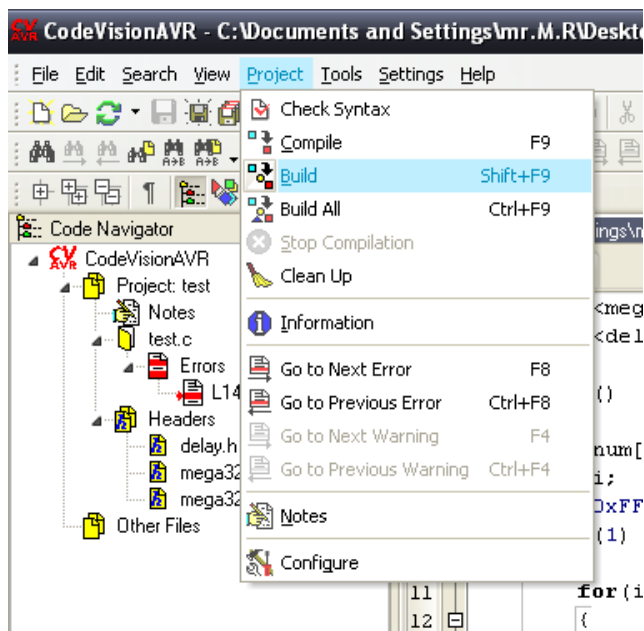 CodeVisionAVR - C:\Documents and Settings\mr.M.R\Deskt
File Edit Search View Project Tools Settings Help
Check Syntax
Compile F9
Build Shift+F9
Build All Ctrl+F9
Stop Compilation
Clean Up
Information
Go to Next Error F8
Go to Previous Error Ctrl+F8
Go to Next Warning F4
Go to Previous Warning Ctrl+F4
Notes
Configure
Code Navigator
CodeVisionAVR
Project: test
Notes
test.c
Errors
L14
Headers
delay.h
mega32
mega32
Other Files
ings\m
<meg
<del
()
num[
i;
0xFF
(1)
11 for(i
12 {